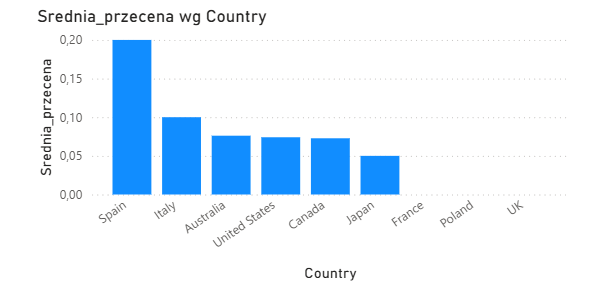 Srednia_przecena wg Country
Srednia_przecena
0,20
0,15
0,10
0,05
0,00
Spain
Italy
Australia
United States
Canada
Japan
France
Poland
UK
Country